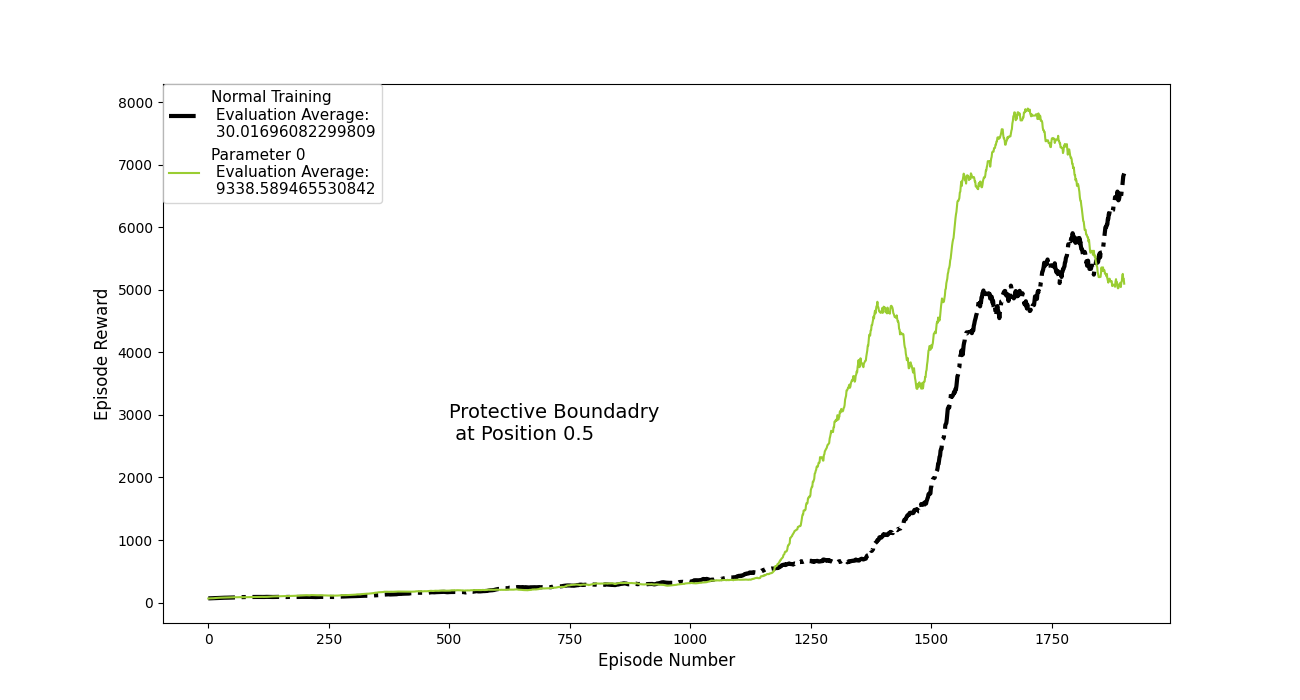 Normal Training
Evaluation Average:
30.01696082299809
Parameter 0
Evaluation Average:
9338.589465530842
8000
7000
6000
5000
4000
3000
2000
1000
0
Episode Reward
Protective Boundadry
at Position 0.5
0 250 500 750 1000 1250 1500 1750
Episode Number